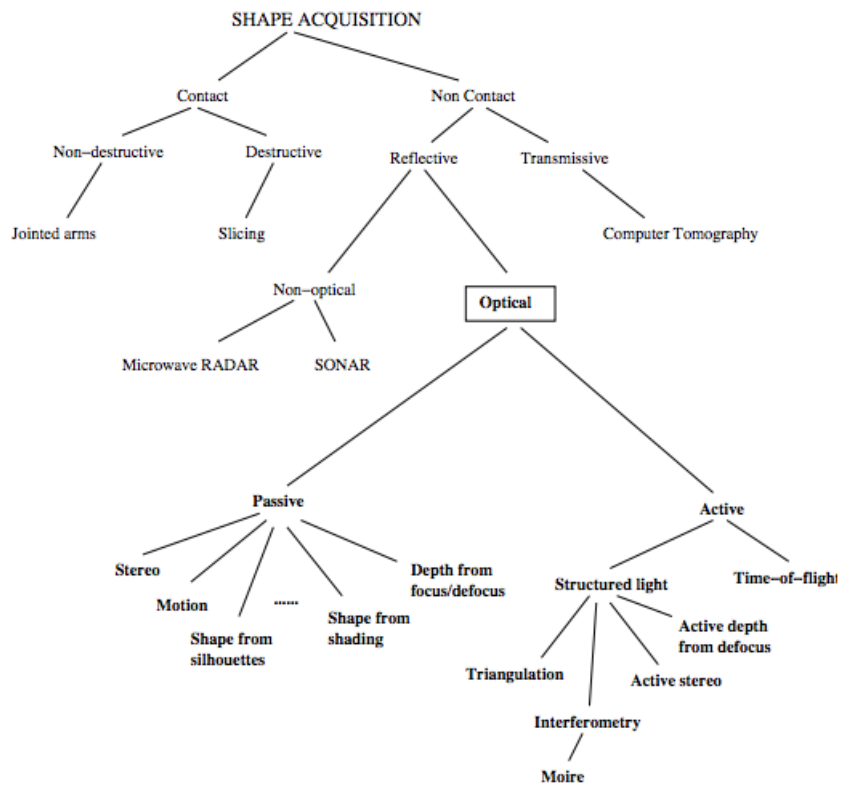 SHAPE ACQUISITION
Contact
Non Contact
Non−destructive
Destructive
Reflective
Transmissive
Jointed arms
Slicing
Computer Tomography
Non−optical
Optical
Microwave RADAR
SONAR
Passive
Active
Stereo
Motion
Shape from
silhouettes
......
Shape from
shading
Depth from
focus/defocus
Structured light
Time−of−flight
Triangulation
Interferometry
Moire
Active stereo
Active depth
from defocus